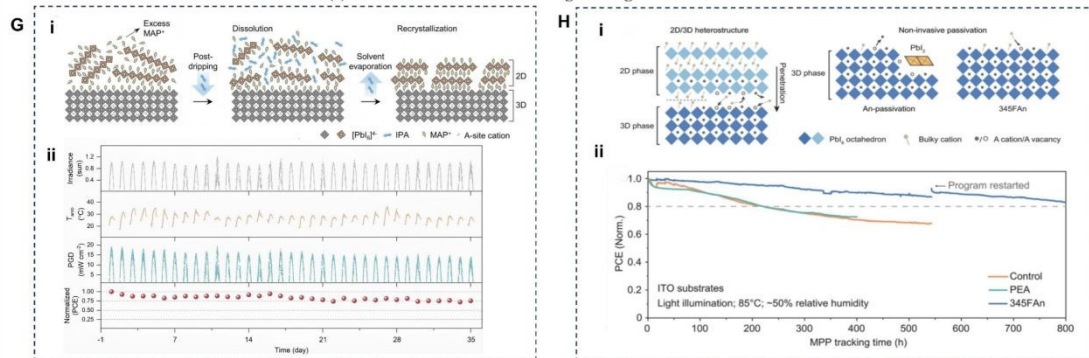 G
i
Excess
MAP⁺
Dissolution
Recrystallization
Post-
dripping
Solvent
evaporation
2D
3D
[PbI₆]⁴⁻ IPA MAP⁺ A-site cation
ii
Irradiance
(sun)
1.2
0.8
0.4
Tamb
(°C)
40
30
20
PGD
(mW cm⁻²)
20
15
10
5
Normalized
(PCE)
1.00
0.75
0.50
0.25
-1 7 14 21 28 35
Time (day)
H
i
2D/3D heterostructure
Non-invasive passivation
2D phase
3D phase
Penetration
3D phase
PbI₂
An-passivation
345FAn
PbI₆ octahedron Bulky cation A cation/A vacancy
ii
PCE (Norm.)
1.0
0.8
0.6
0.4
0.2
0.0
Program restarted
ITO substrates
Light illumination; 85°C; ~50% relative humidity
Control
PEA
345FAn
0 100 200 300 400 500 600 700 800
MPP tracking time (h)